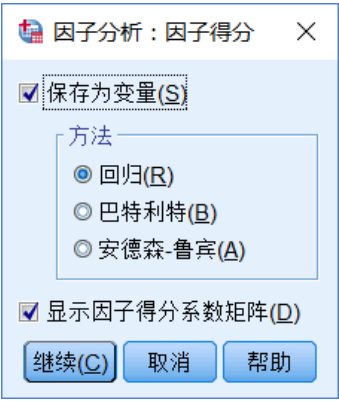 因子分析：因子得分
保存为变量(S)
方法
回归(R)
巴特利特(B)
安德森-鲁宾(A)
显示因子得分系数矩阵(D)
继续(C) 取消 帮助